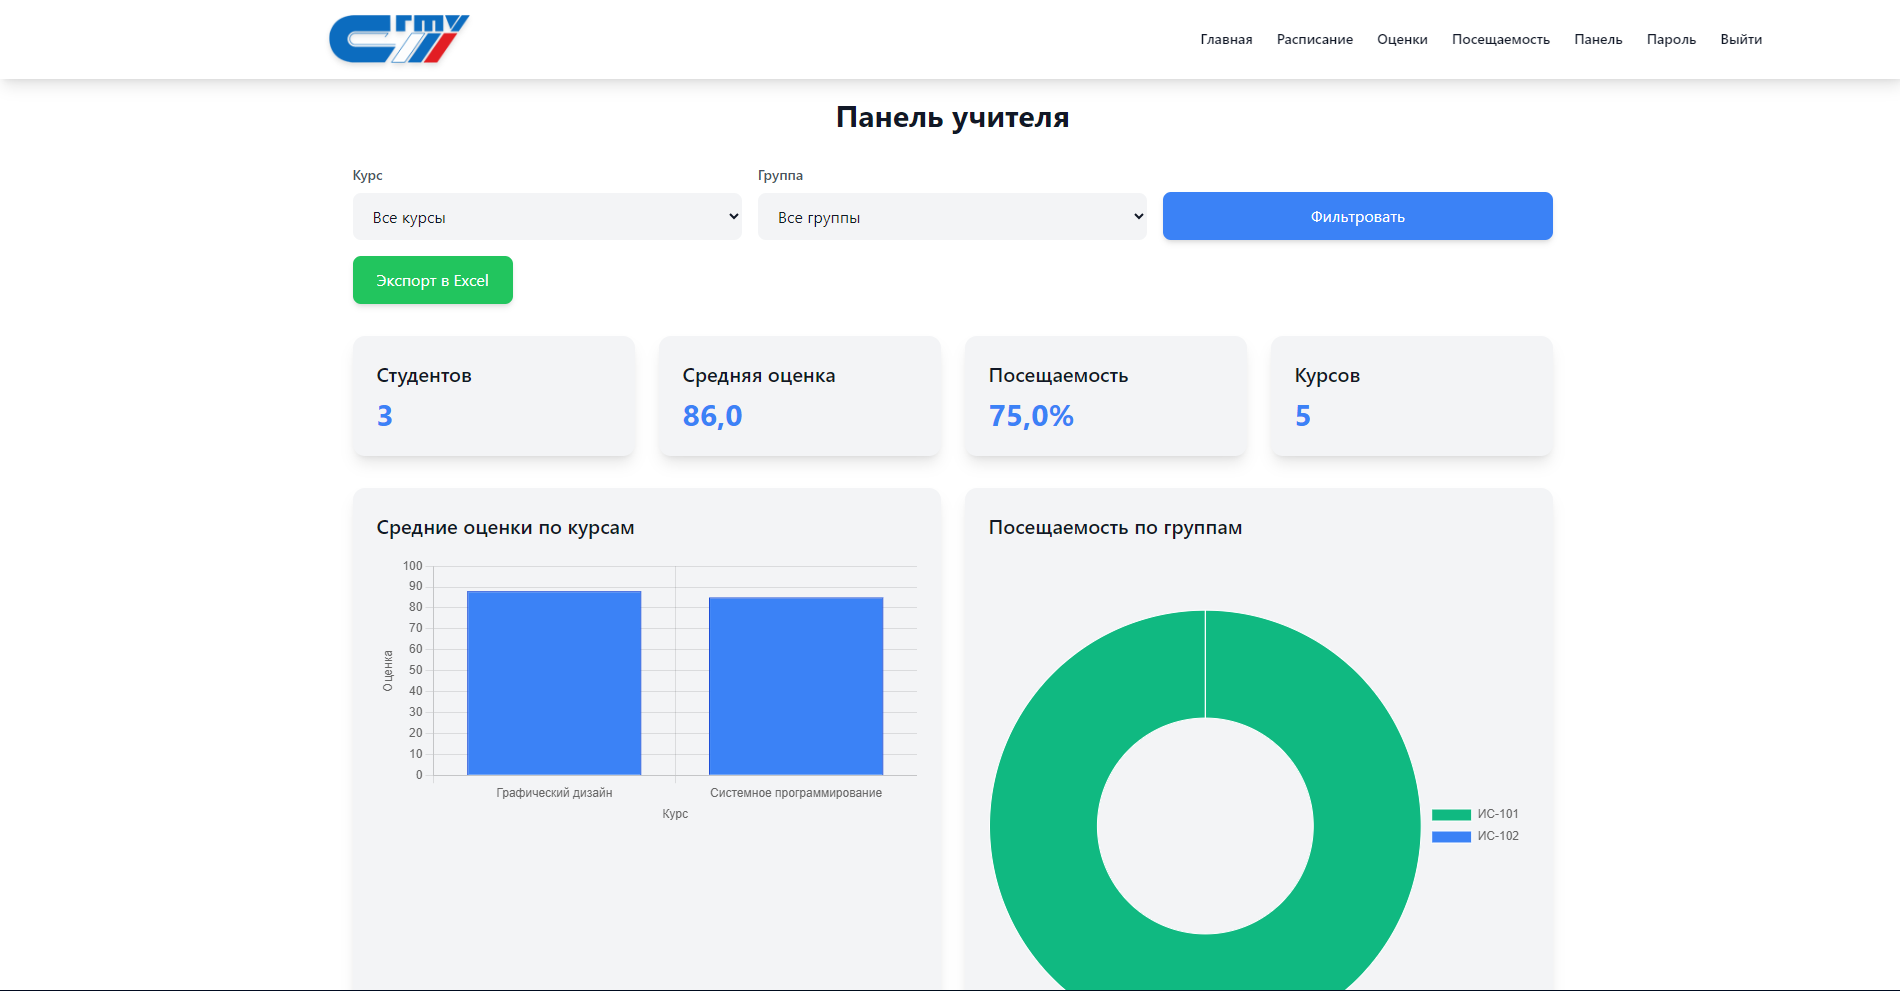 сгту
Главная Расписание Оценки Посещаемость Панель Пароль Выйти
Панель учителя
Курс
Группа
Все курсы
Все группы
Фильтровать
Экспорт в Excel
Студентов
3
Средняя оценка
86,0
Посещаемость
75,0%
Курсов
5
Средние оценки по курсам
100
90
80
70
60
50
40
30
20
10
0
Оценка
Графический дизайн
Системное программирование
Курс
Посещаемость по группам
ИС-101
ИС-102